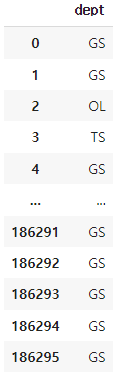 dept
0 GS
1 GS
2 OL
3 TS
4 GS
... ...
186291 GS
186292 GS
186293 GS
186294 GS
186295 GS